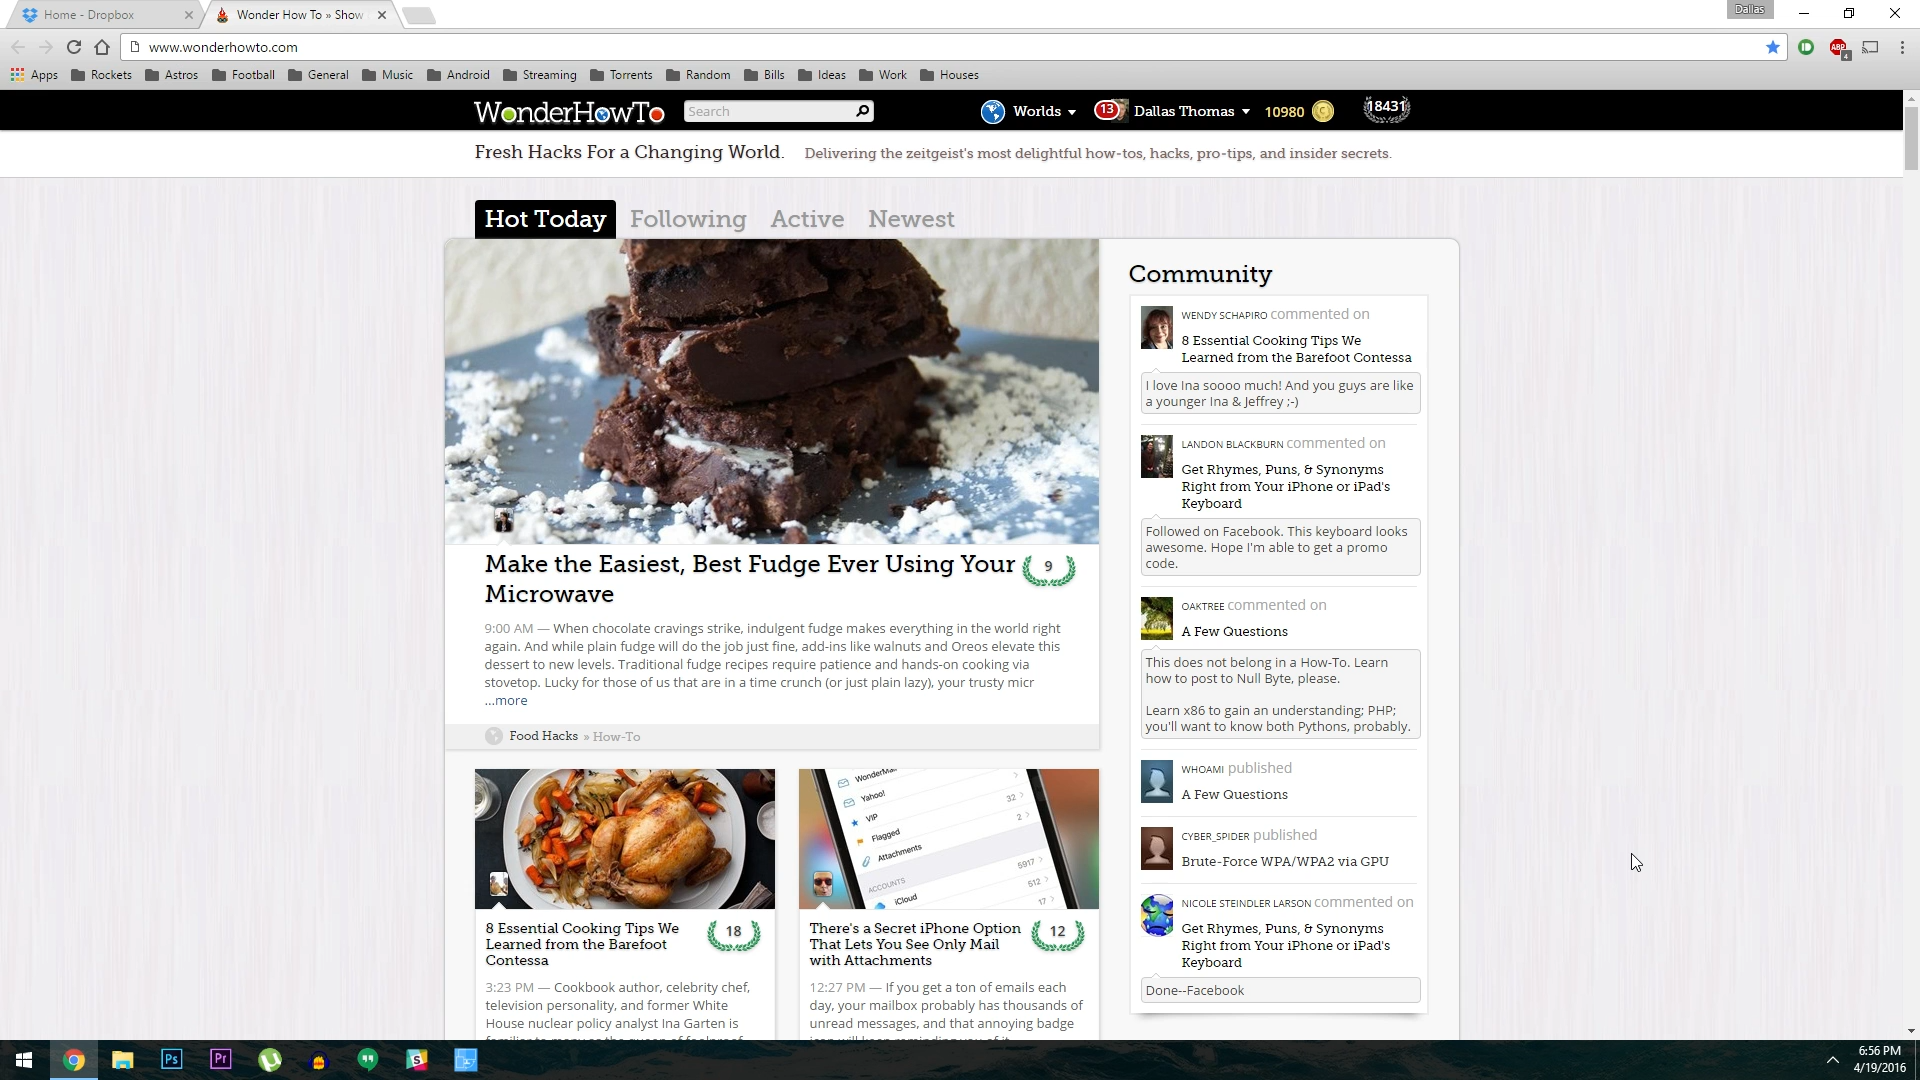 Home - Dropbox
Wonder How To » Show
Dallas
www.wonderhowto.com
ABP
4
Apps
Rockets
Astros
Football
General
Music
Android
Streaming
Torrents
Random
Bills
Ideas
Work
Houses
WonderHowTo
Search
Worlds
13
Dallas Thomas
10980
18431
Fresh Hacks For a Changing World.
Delivering the zeitgeist's most delightful how-tos, hacks, pro-tips, and insider secrets.
Hot Today
Following
Active
Newest
Make the Easiest, Best Fudge Ever Using Your
Microwave
9
9:00 AM — When chocolate cravings strike, indulgent fudge makes everything in the world right
again. And while plain fudge will do the job just fine, add-ins like walnuts and Oreos elevate this
dessert to new levels. Traditional fudge recipes require patience and hands-on cooking via
stovetop. Lucky for those of us that are in a time crunch (or just plain lazy), your trusty micr
...more
Food Hacks » How-To
8 Essential Cooking Tips We
Learned from the Barefoot
Contessa
18
3:23 PM — Cookbook author, celebrity chef,
television personality, and former White
House nuclear policy analyst Ina Garten is
WonderMa
Yahoo!
VIP
32
Flagged
2
Attachments
ACCOUNTS
5917
iCloud
512
17
There's a Secret iPhone Option
That Lets You See Only Mail
with Attachments
12
12:27 PM — If you get a ton of emails each
day, your mailbox probably has thousands of
unread messages, and that annoying badge
Community
WENDY SCHAPIRO commented on
8 Essential Cooking Tips We
Learned from the Barefoot Contessa
I love Ina soooo much! And you guys are like
a younger Ina & Jeffrey ;-)
LANDON BLACKBURN commented on
Get Rhymes, Puns, & Synonyms
Right from Your iPhone or iPad's
Keyboard
Followed on Facebook. This keyboard looks
awesome. Hope I'm able to get a promo
code.
OAKTREE commented on
A Few Questions
This does not belong in a How-To. Learn
how to post to Null Byte, please.
Learn x86 to gain an understanding; PHP;
you'll want to know both Pythons, probably.
WHOAMI published
A Few Questions
CYBER_SPIDER published
Brute-Force WPA/WPA2 via GPU
NICOLE STEINDLER LARSON commented on
Get Rhymes, Puns, & Synonyms
Right from Your iPhone or iPad's
Keyboard
Done--Facebook
Ps
Pr
6:56 PM
4/19/2016